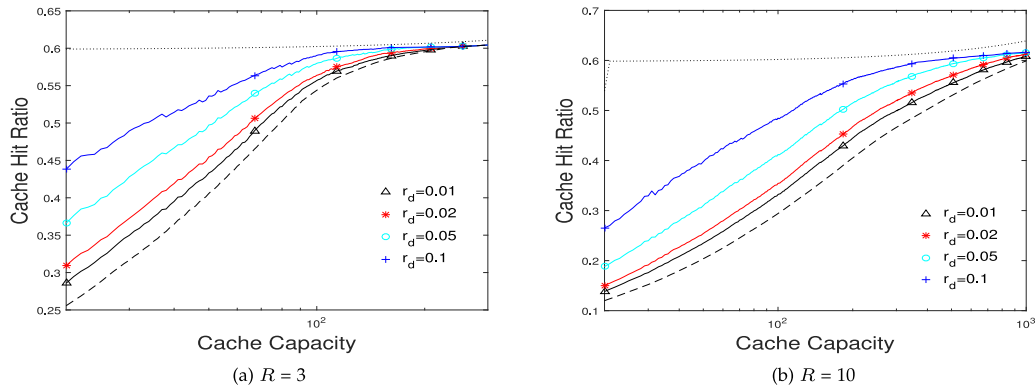 0.65
0.6
0.55
0.5
0.45
0.4
0.35
0.3
0.25
Cache Hit Ratio
r_d=0.01
r_d=0.02
r_d=0.05
r_d=0.1
10^2
Cache Capacity
(a) R = 3
0.7
0.6
0.5
0.4
0.3
0.2
0.1
Cache Hit Ratio
r_d=0.01
r_d=0.02
r_d=0.05
r_d=0.1
10^2
10^3
Cache Capacity
(b) R = 10